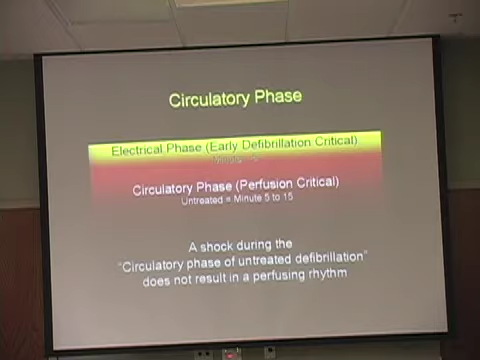 Circulatory Phase
Electrical Phase (Early Defibrillation Critical)
Circulatory Phase (Perfusion Critical)
Untreated = Minute 5 to 15
A shock during the
"Circulatory phase of untreated defibrillation"
does not result in a perfusing rhythm